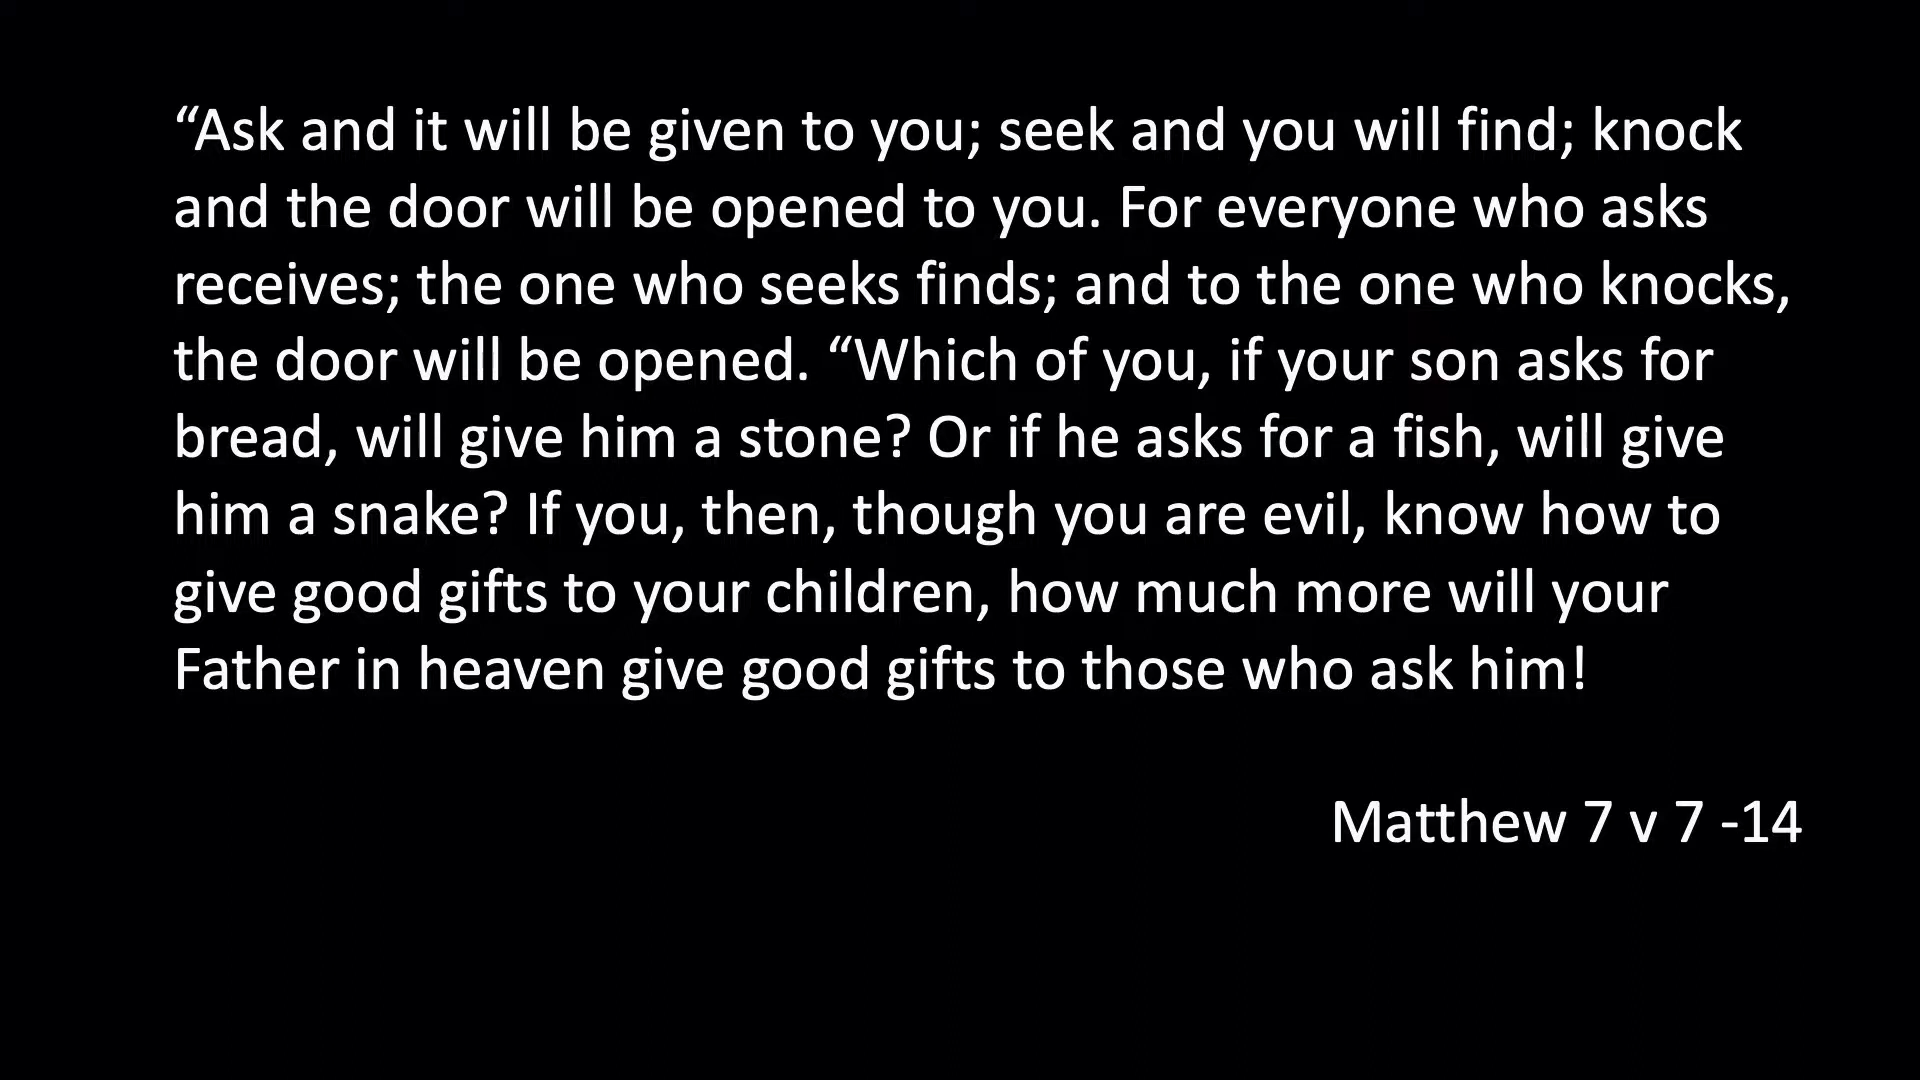 “Ask and it will be given to you; seek and you will find; knock
and the door will be opened to you. For everyone who asks
receives; the one who seeks finds; and to the one who knocks,
the door will be opened. “Which of you, if your son asks for
bread, will give him a stone? Or if he asks for a fish, will give
him a snake? If you, then, though you are evil, know how to
give good gifts to your children, how much more will your
Father in heaven give good gifts to those who ask him!
Matthew 7 v 7 -14